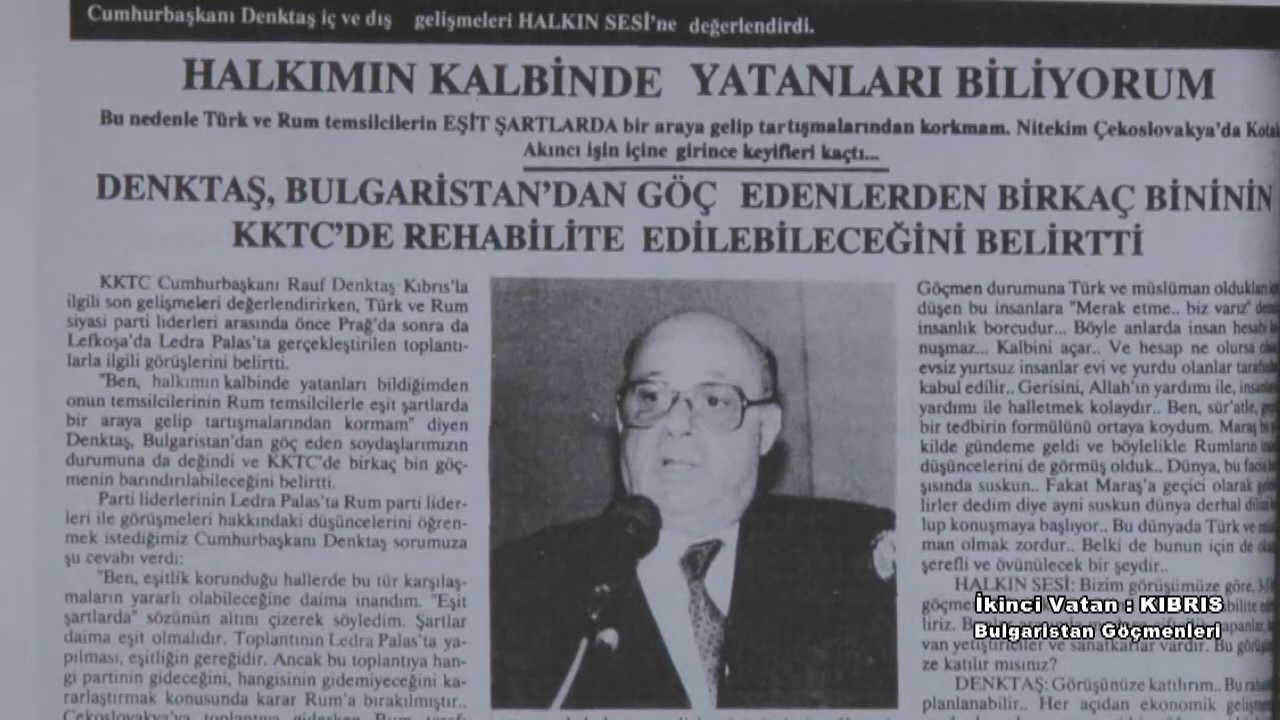 Cumhurbaşkanı Denktaş iç ve dış gelişmeleri HALKIN SESİ'ne değerlendirdi.
HALKIMIN KALBİNDE YATANLARI BİLİYORUM
Bu nedenle Türk ve Rum temsilcilerin EŞİT ŞARTLARDA bir araya gelip tartışmalarından korkmam. Nitekim Çekoslovakya'da
Akıncı işin içine girince keyifleri kaçtı...
DENKTAŞ, BULGARİSTAN'DAN GÖÇ EDENLERDEN BİRKAÇ BİNİNİN
KKTC'DE REHABİLİTE EDİLEBİLECEĞİNİ BELİRTTİ
KKTC Cumhurbaşkanı Rauf Denktaş Kıbrıs'la
ilgili son gelişmeleri değerlendirirken, Türk ve Rum
siyasi parti liderleri arasında önce Prağ'da sonra da
Lefkoşa'da Ledra Palas'ta gerçekleştirilen toplantı-
larla ilgili görüşlerini belirtti.
"Ben, halkımın kalbinde yatanları bildiğimden
onun temsilcilerinin Rum temsilcilerle eşit şartlarda
bir araya gelip tartışmalarından kormam" diyen
Denktaş, Bulgaristan'dan göç eden soydaşlarımızın
durumuna da değindi ve KKTC'de birkaç bin göç-
menin barındırılabileceğini belirtti.
Parti liderlerinin Ledra Palas'ta Rum parti lider-
leri ile görüşmeleri hakkındaki düşüncelerini öğren-
mek istediğimiz Cumhurbaşkanı Denktaş sorumuza
şu cevabı verdi:
"Ben, eşitlik korunduğu hallerde bu tür karşılaş-
maların yararlı olabileceğine daima inandım. "Eşit
şartlarda" sözünün altını çizerek söyledim. Şartlar
daima eşit olmalıdır. Toplantının Ledra Palas'ta ya-
pılması, eşitliğin gereğidir. Ancak bu toplantıya han-
gi partinin gideceğini, hangisinin gidemiyeceğini ka-
rarlaştırmak konusunda karar Rum'a bırakılmıştır..
Çekoslovakya'ya toplantıya giderken Rum
Göçmen durumuna Türk ve müslüman oldukları
düşen bu insanlara "Merak etme.. biz varız"
insanlık borcudur... Böyle anlarda insan hesabi
nuşmaz... Kalbini açar.. Ve hesap ne olursa
evsiz yurtsuz insanlar evi ve yurdu olanlar
kabul edilir.. Gerisini, Allah'ın yardımı ile,
yardımı ile halletmek kolaydır.. Ben, sür'atle,
bir tedbirin formülünü ortaya koydum. Maraş
kilde gündeme geldi ve böylelikle Rumların
düşüncelerini de görmüş olduk.. Dünya, bu
şısında suskun.. Fakat Maraş'a geçici olarak
lirler dedim diye ayni suskun dünya derhal
lup konuşmaya başlıyor.. Bu dünyada Türk ve
man olmak zordur.. Belki de bunun için de
şerefli ve övünülecek bir şeydir..
HALKIN SESİ: Bizim görüşümüze göre,
göçme
liriz.
van yetiştiriciler ve sanatkarlar vardır. Bu
ze katılır mısınız?
DENKTAŞ: Görüşünüze katılırım.. Bu
planlanabilir.. Her açıdan ekonomik
İkinci Vatan : KIBRIS
Bulgaristan Göçmenleri